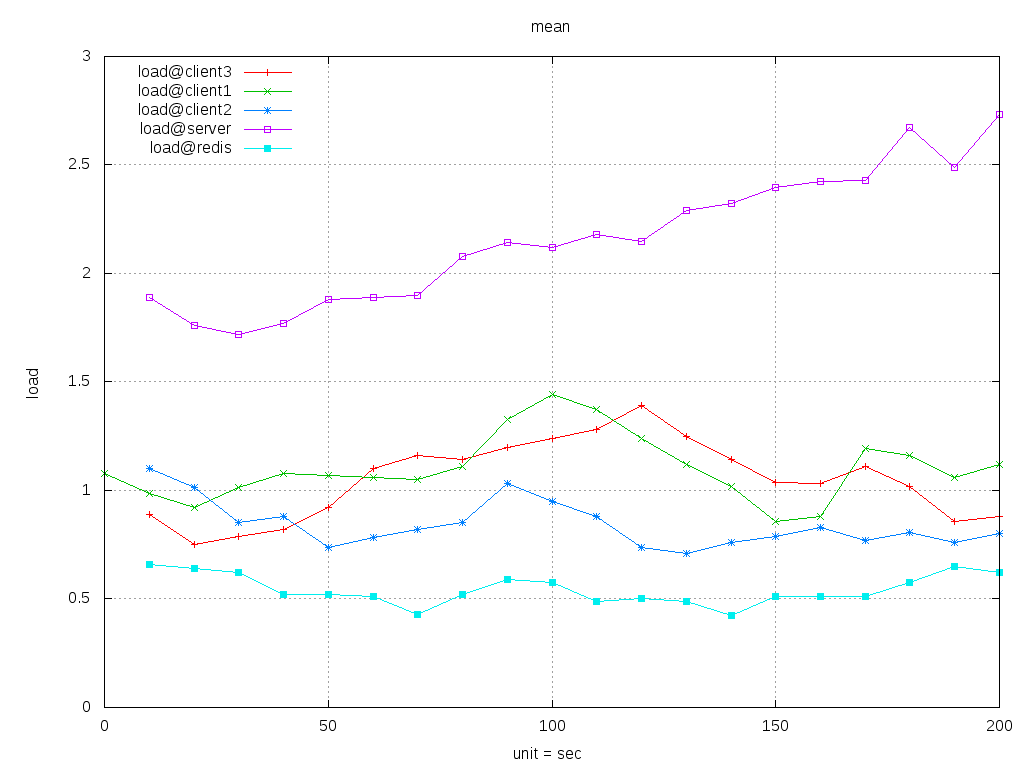 mean
load@client3
load@client1
load@client2
load@server
load@redis
3
2.5
2
1.5
1
0.5
0
load
0 50 100 150 200
unit = sec